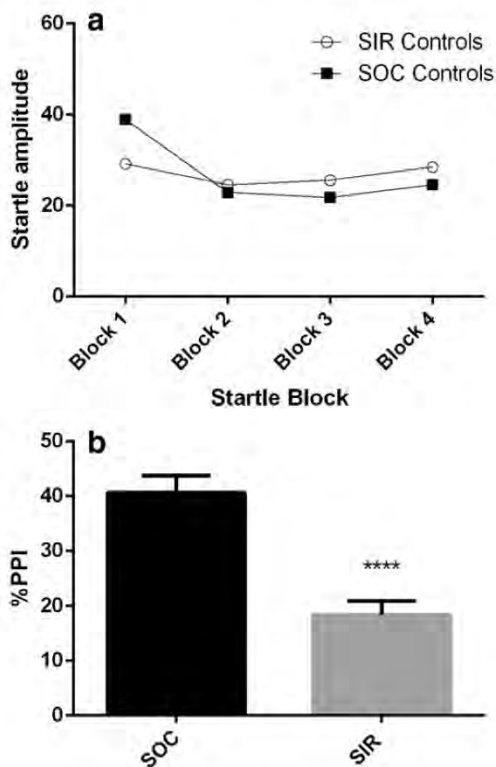 a
60
40
20
0
Startle amplitude
SIR Controls
SOC Controls
Block 1
Block 2
Block 3
Block 4
Startle Block
b
50
40
30
20
10
0
%PPI
****
SOC
SIR